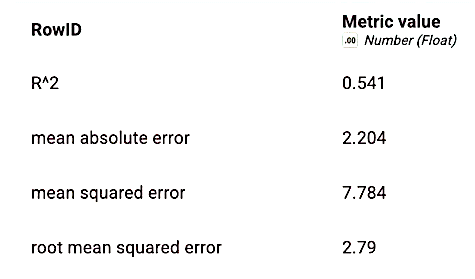 RowID Metric value
.00 Number (Float)
R^2 0.541
mean absolute error 2.204
mean squared error 7.784
root mean squared error 2.79